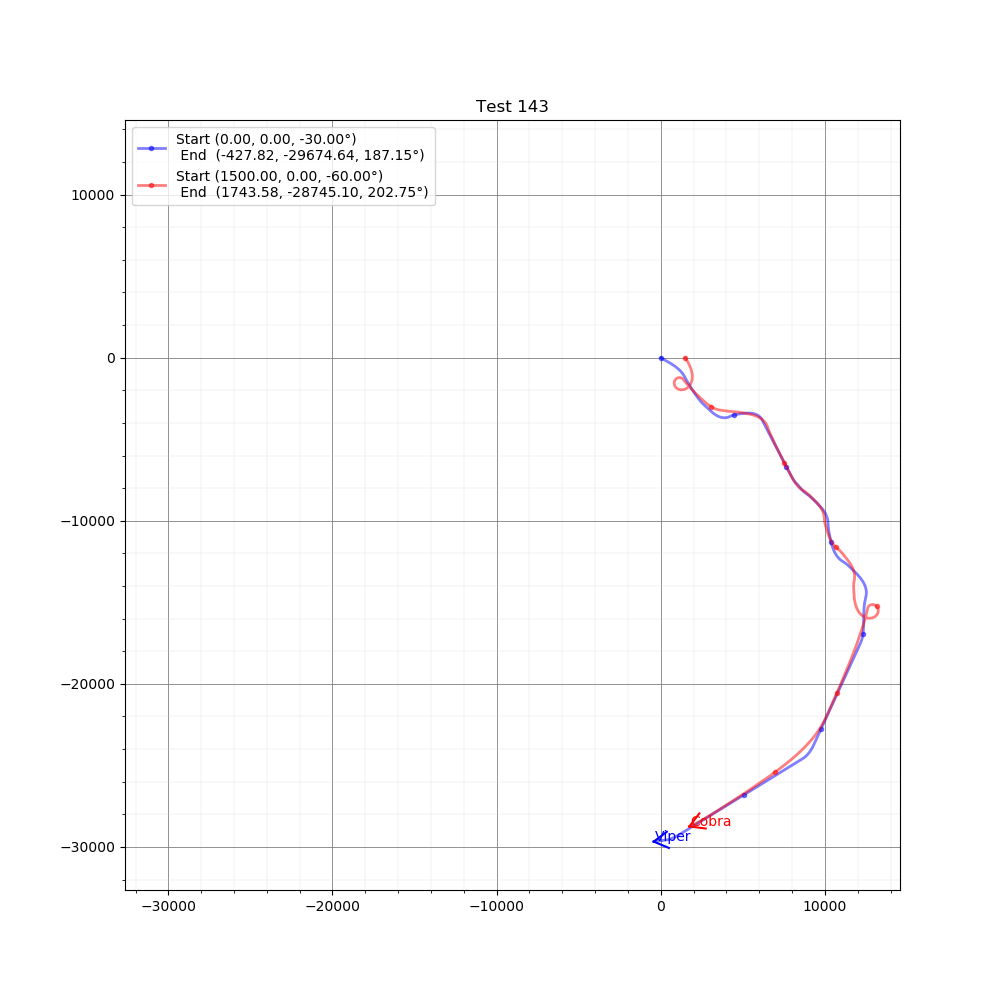 Test 143
Start (0.00, 0.00, -30.00°)
End (-427.82, -29674.64, 187.15°)
Start (1500.00, 0.00, -60.00°)
End (1743.58, -28745.10, 202.75°)
10000
0
−10000
−20000
−30000
Cobra
Viper
−30000 −20000 −10000 0 10000